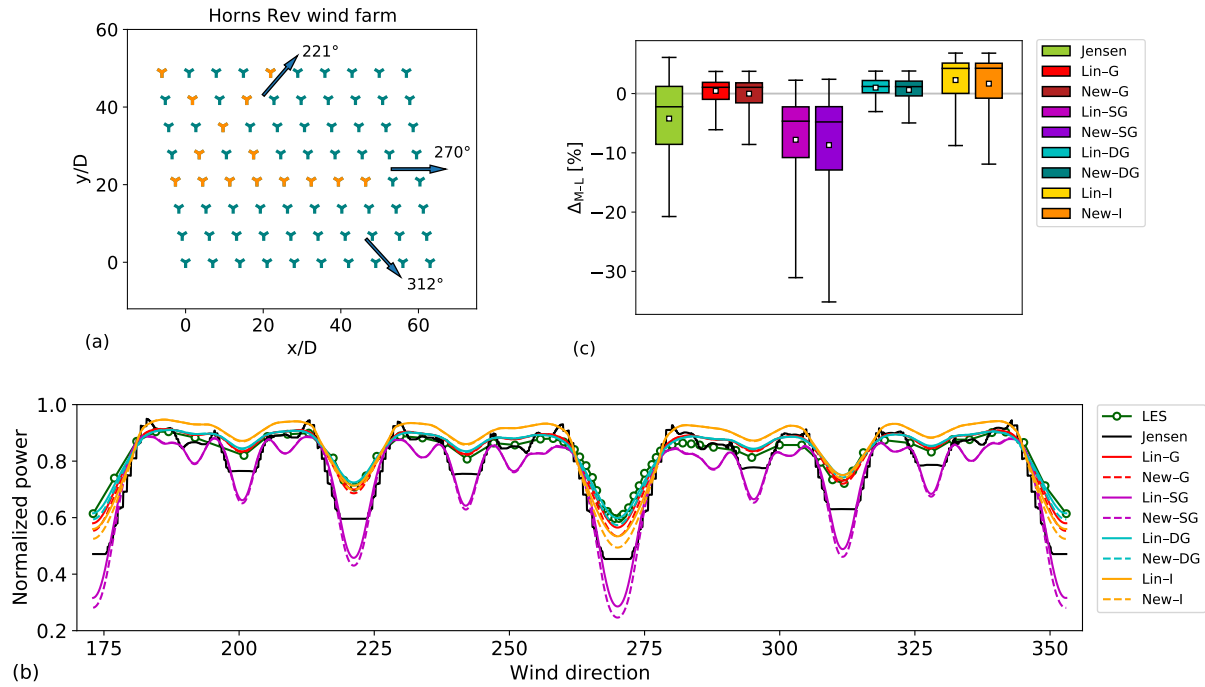 Horns Rev wind farm
60
40
20
0
y/D
221°
270°
312°
0
20
40
60
x/D
(a)
0
−10
−20
−30
Δ_M–L [%]
(c)
Jensen
Lin–G
New–G
Lin–SG
New–SG
Lin–DG
New–DG
Lin–I
New–I
1.0
0.8
0.6
0.4
0.2
Normalized power
175
200
225
250
275
300
325
350
Wind direction
(b)
LES
Jensen
Lin–G
New–G
Lin–SG
New–SG
Lin–DG
New–DG
Lin–I
New–I